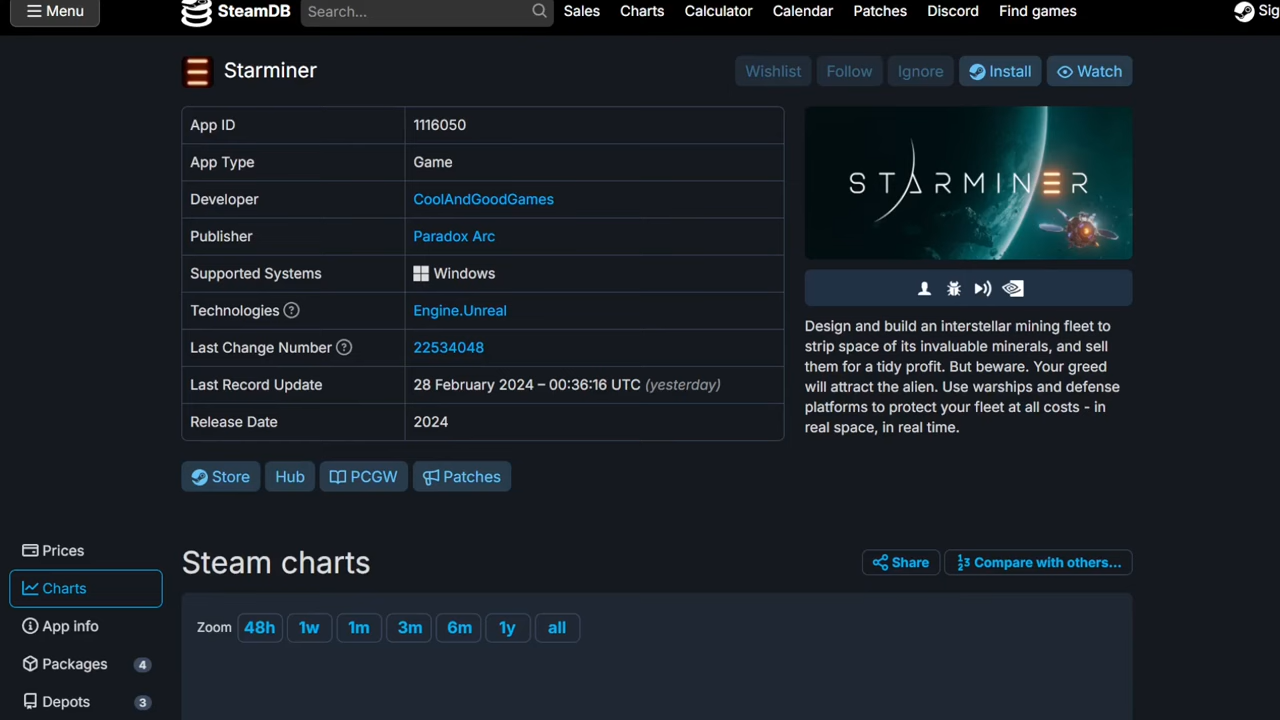 Menu
SteamDB
Search...
Sales
Charts
Calculator
Calendar
Patches
Discord
Find games
Starminer
Wishlist
Follow
Ignore
Install
Watch
App ID 1116050
App Type Game
Developer CoolAndGoodGames
Publisher Paradox Arc
Supported Systems Windows
Technologies ? Engine.Unreal
Last Change Number ? 22534048
Last Record Update 28 February 2024 – 00:36:16 UTC (yesterday)
Release Date 2024
STARMINER
Design and build an interstellar mining fleet to
strip space of its invaluable minerals, and sell
them for a tidy profit. But beware. Your greed
will attract the alien. Use warships and defense
platforms to protect your fleet at all costs - in
real space, in real time.
Store
Hub
PCGW
Patches
Prices
Charts
App info
Packages 4
Depots 3
Steam charts
Share
Compare with others...
Zoom 48h 1w 1m 3m 6m 1y all